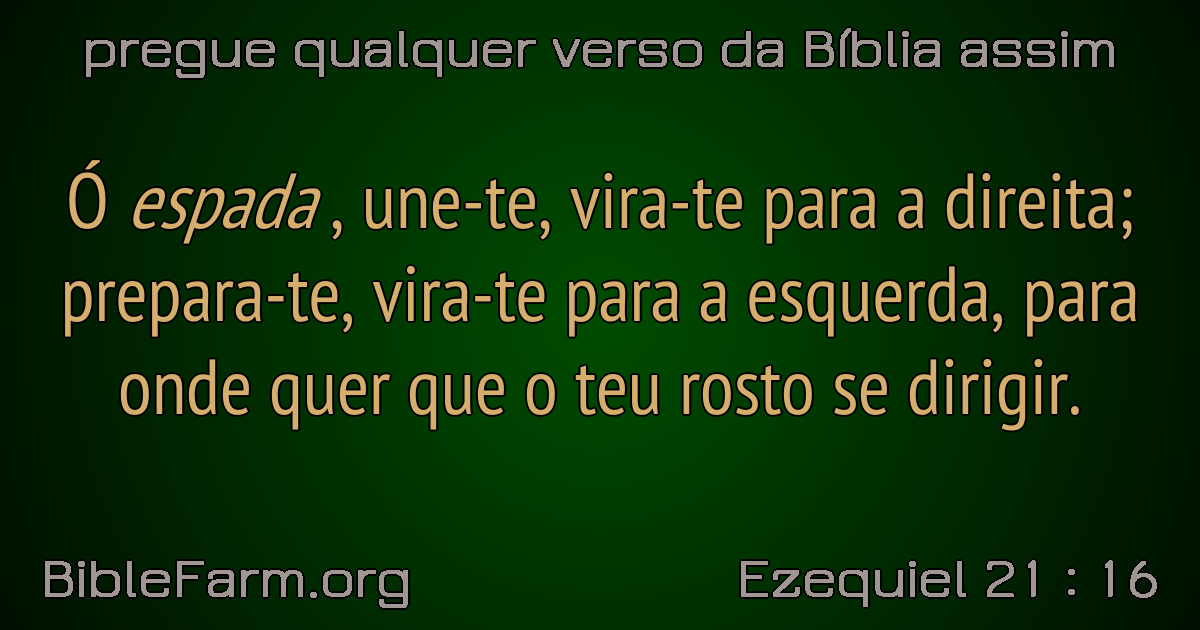 pregue qualquer verso da Bíblia assim
Ó espada , une-te, vira-te para a direita;
prepara-te, vira-te para a esquerda, para
onde quer que o teu rosto se dirigir.
BibleFarm.org
Ezequiel 21 : 16